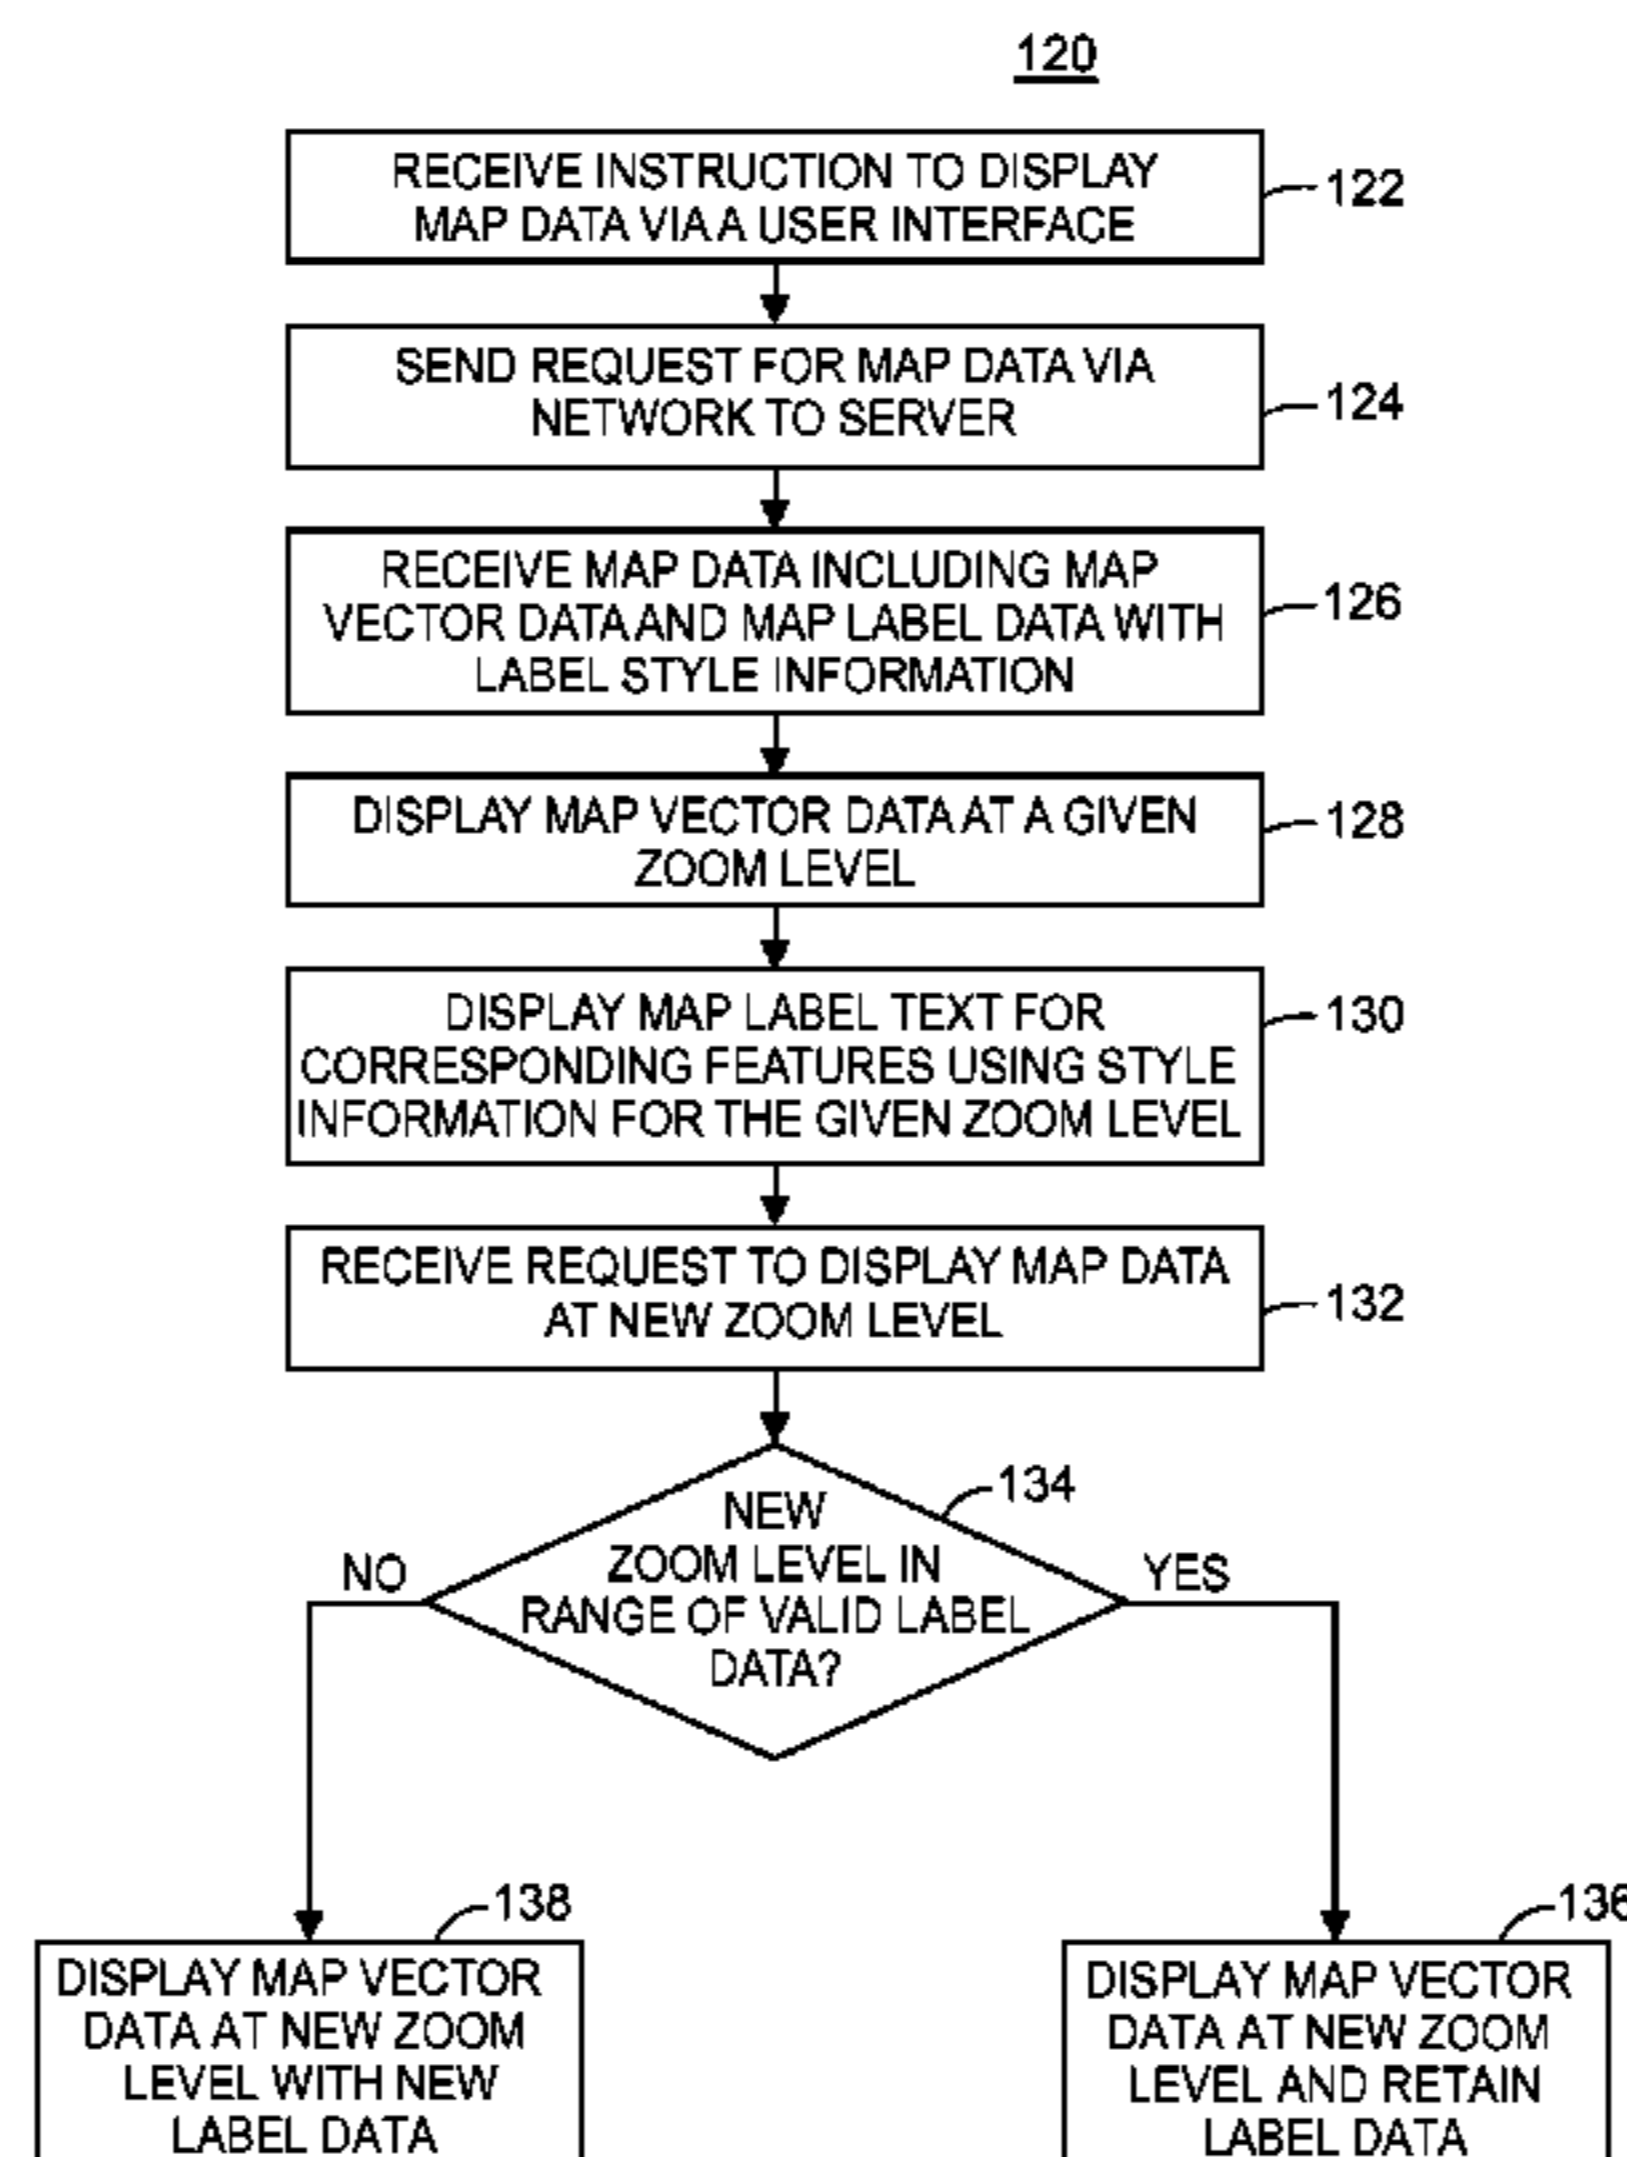 120
RECEIVE INSTRUCTION TO DISPLAY
MAP DATA VIA A USER INTERFACE
122
SEND REQUEST FOR MAP DATA VIA
NETWORK TO SERVER
124
RECEIVE MAP DATA INCLUDING MAP
VECTOR DATA AND MAP LABEL DATA WITH
LABEL STYLE INFORMATION
126
DISPLAY MAP VECTOR DATA AT A GIVEN
ZOOM LEVEL
128
DISPLAY MAP LABEL TEXT FOR
CORRESPONDING FEATURES USING STYLE
INFORMATION FOR THE GIVEN ZOOM LEVEL
130
RECEIVE REQUEST TO DISPLAY MAP DATA
AT NEW ZOOM LEVEL
132
NEW
ZOOM LEVEL IN
RANGE OF VALID LABEL
DATA?
134
NO
YES
138
DISPLAY MAP VECTOR
DATA AT NEW ZOOM
LEVEL WITH NEW
LABEL DATA
136
DISPLAY MAP VECTOR
DATA AT NEW ZOOM
LEVEL AND RETAIN
LABEL DATA